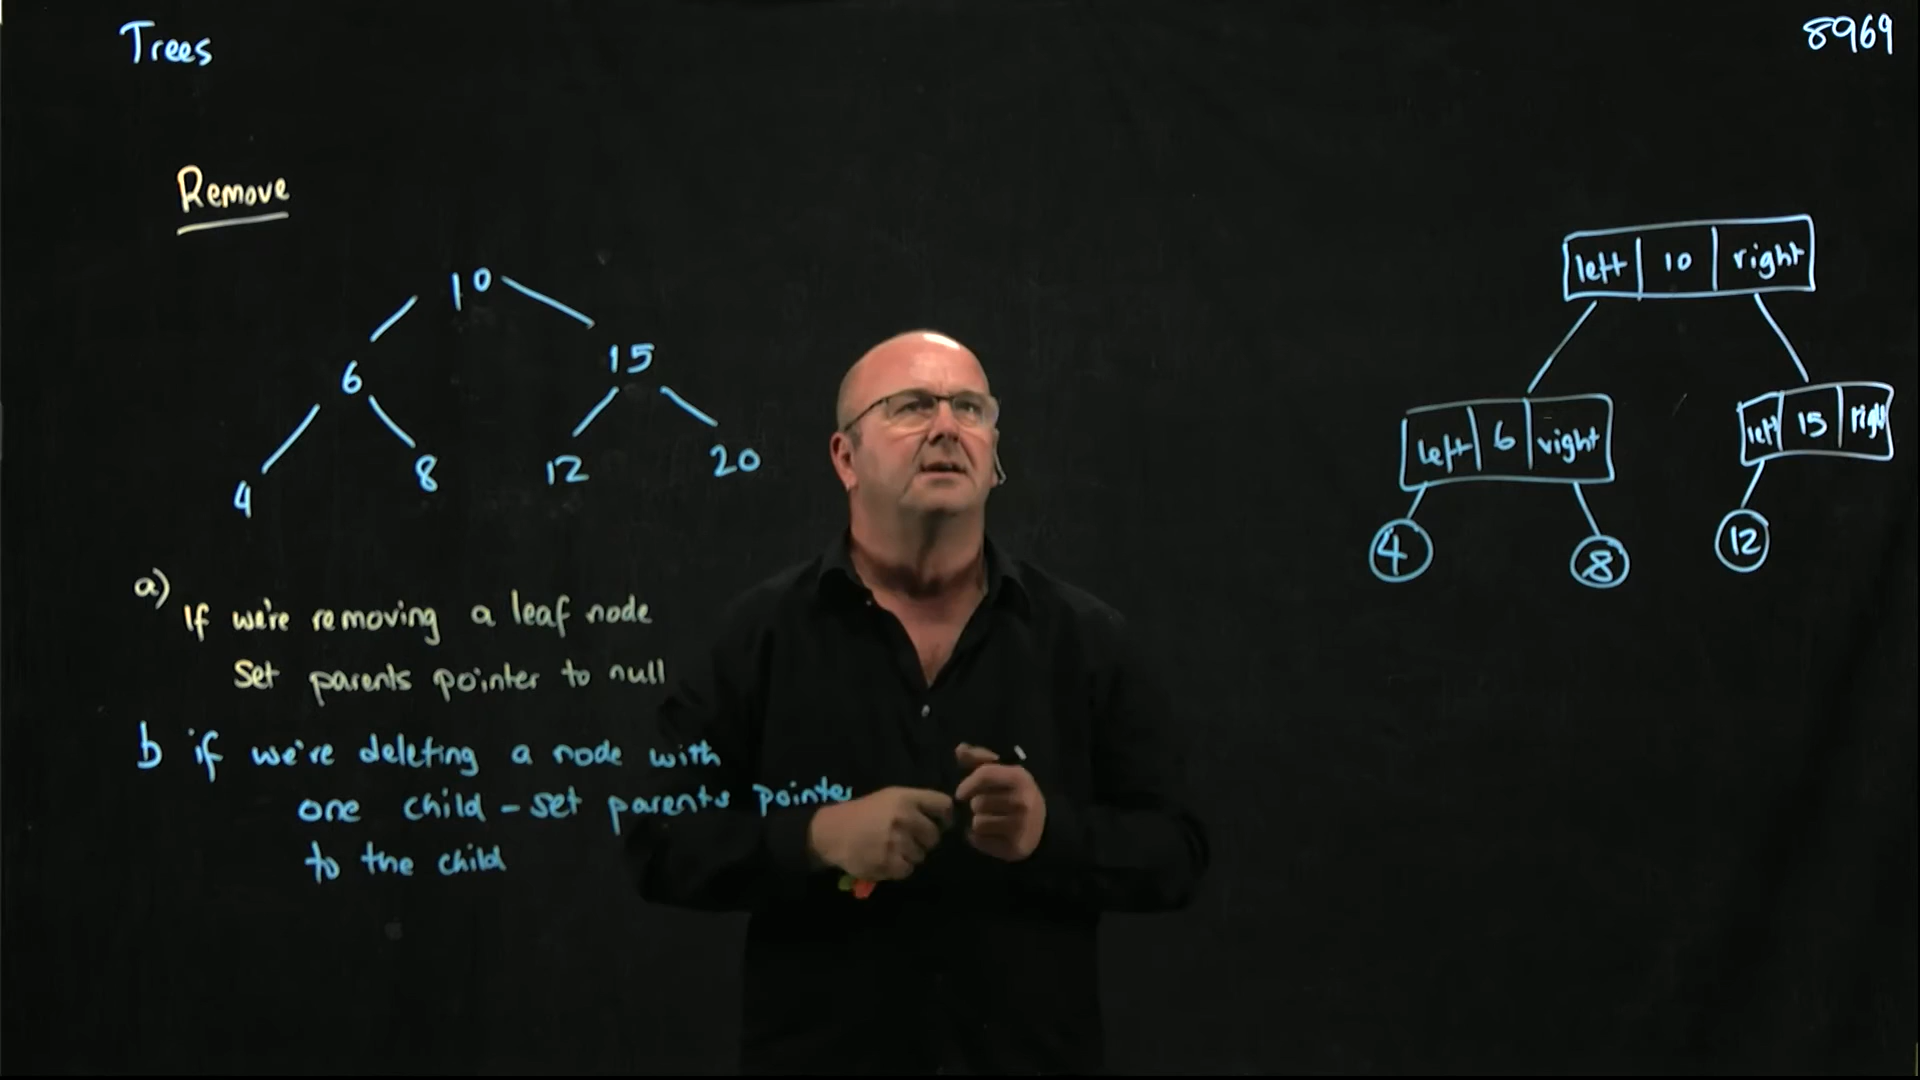 Trees
8969
Remove
10
6
15
4
8
12
20
a)
If we're removing a leaf node
Set parents pointer to null
b if we're deleting a node with
one child - set parents pointer
to the child
left 10 right
left 6 right
left 15 right
4
8
12